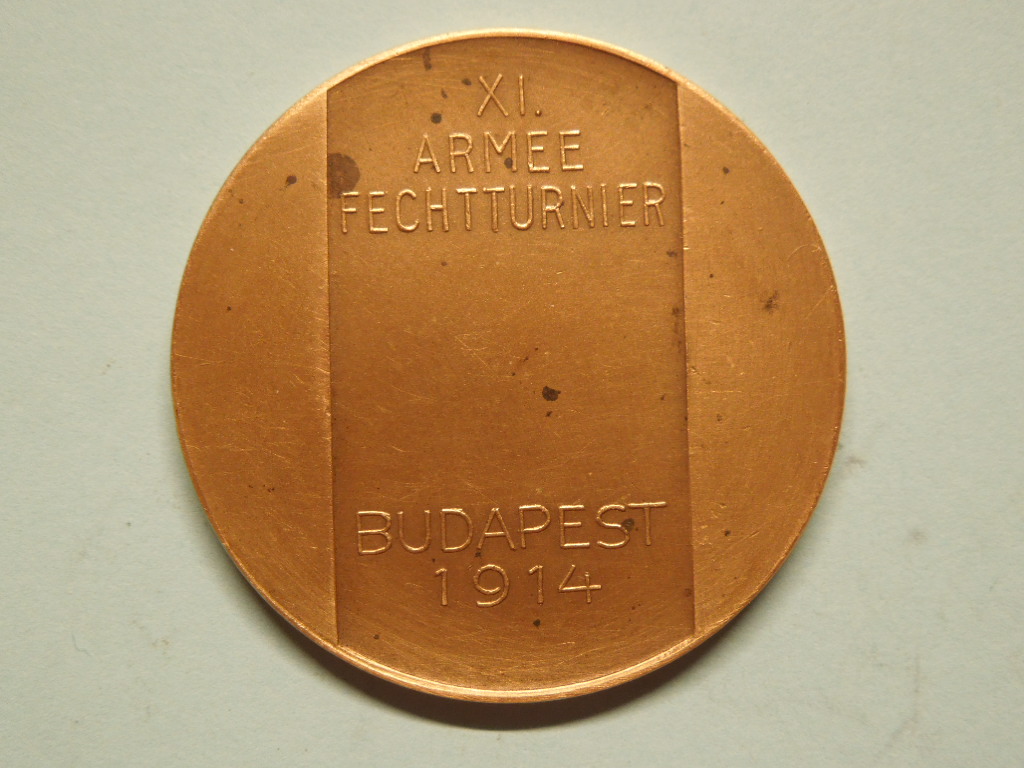 XI.
ARMEE
FECHTTURNIER
BUDAPEST
1914